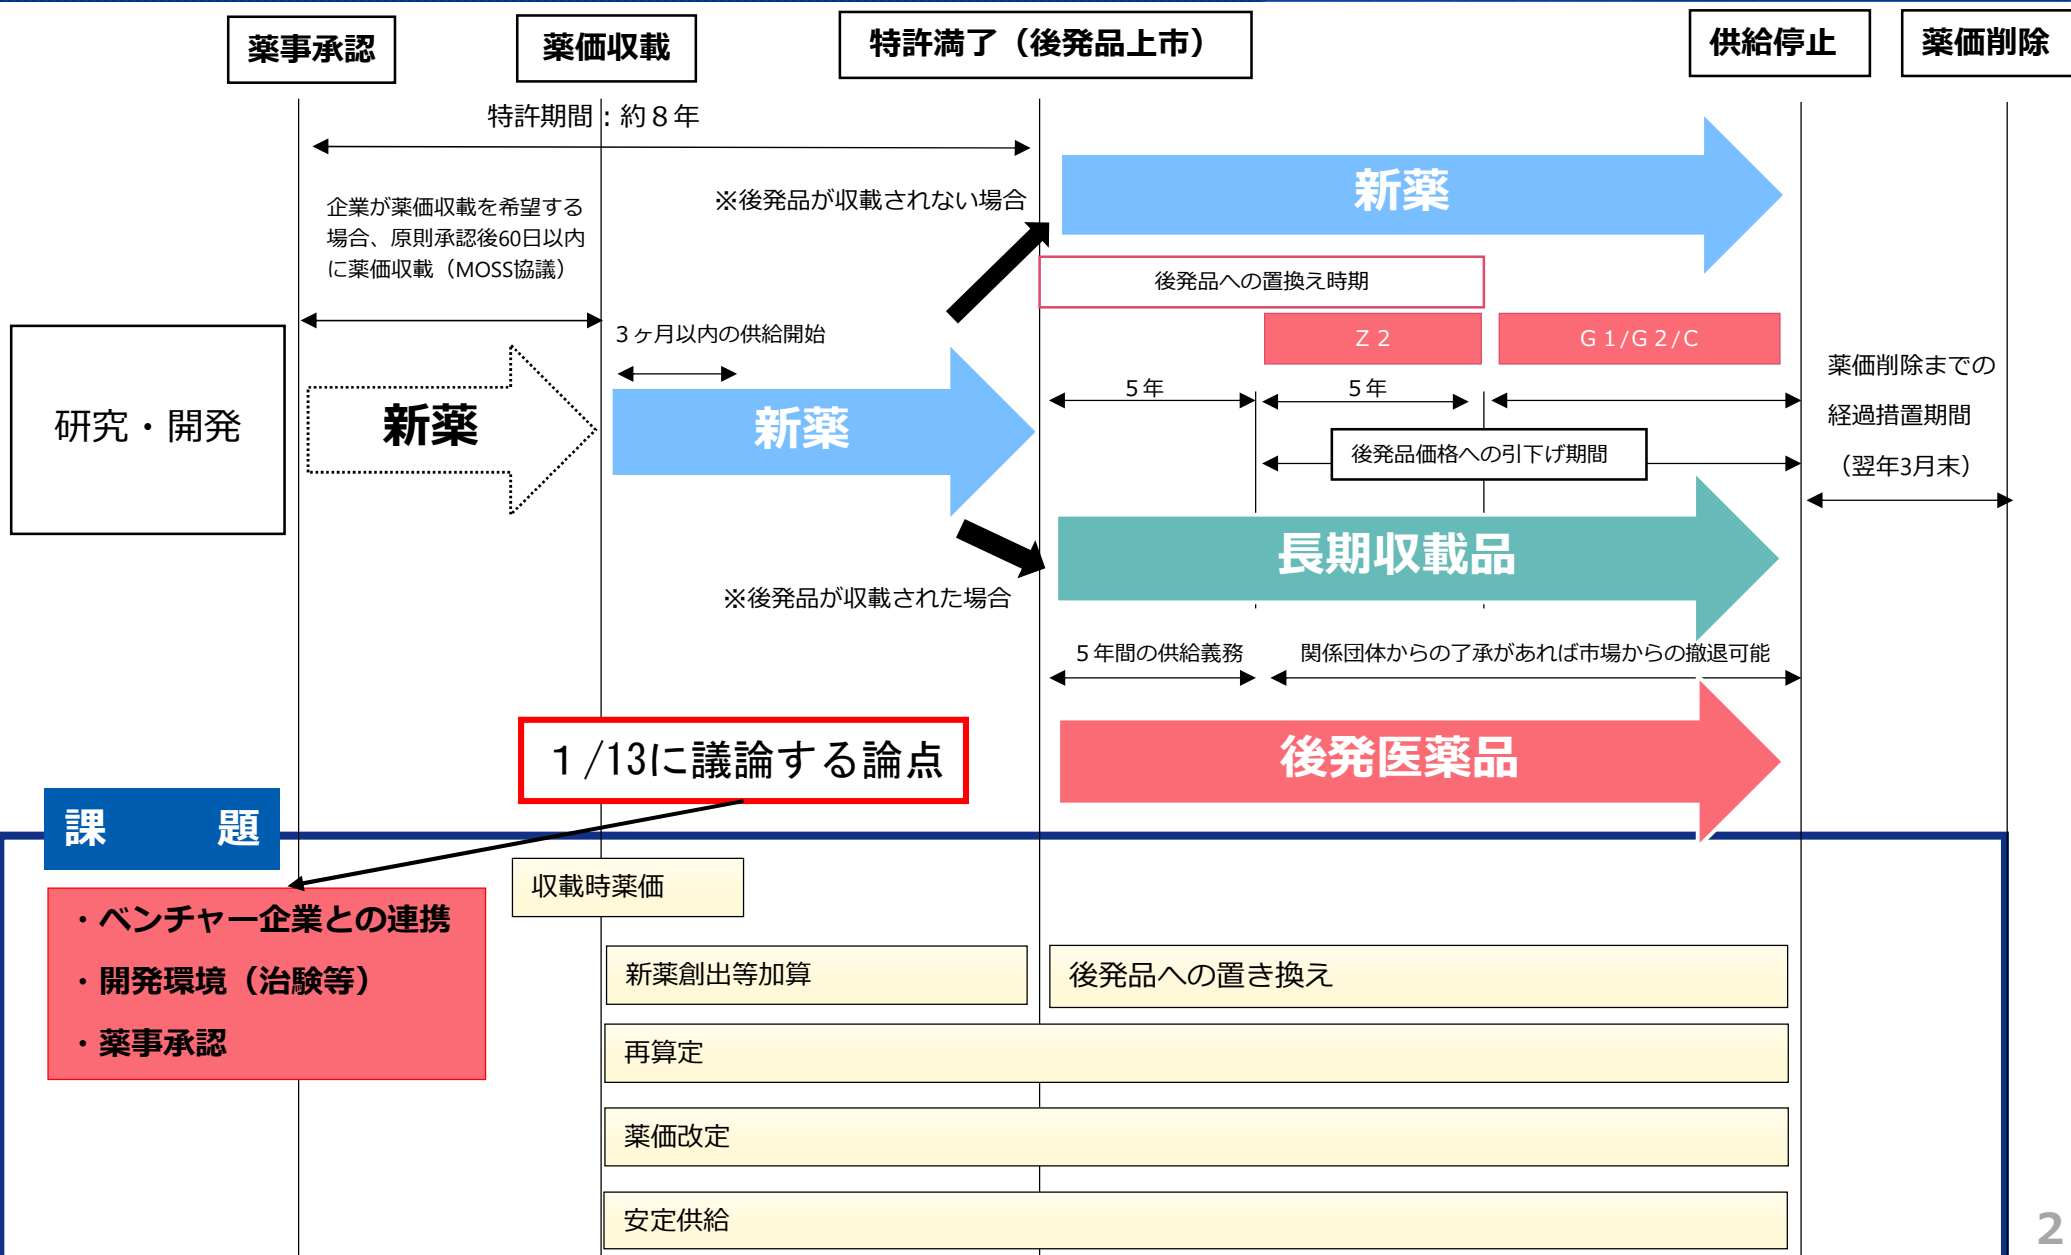 薬事承認
薬価収載
特許満了（後発品上市）
供給停止
薬価削除
特許期間：約８年
企業が薬価収載を希望する
場合、原則承認後60日以内
に薬価収載（MOSS協議）
※後発品が収載されない場合
新薬
後発品への置換え時期
３ヶ月以内の供給開始
Ｚ２
Ｇ１/Ｇ２/Ｃ
研究・開発
新薬
新薬
５年
５年
後発品価格への引下げ期間
薬価削除までの
経過措置期間
（翌年3月末）
長期収載品
※後発品が収載された場合
５年間の供給義務
関係団体からの了承があれば市場からの撤退可能
１/13に議論する論点
後発医薬品
課　題
・ベンチャー企業との連携
・開発環境（治験等）
・薬事承認
収載時薬価
新薬創出等加算
後発品への置き換え
再算定
薬価改定
安定供給
2